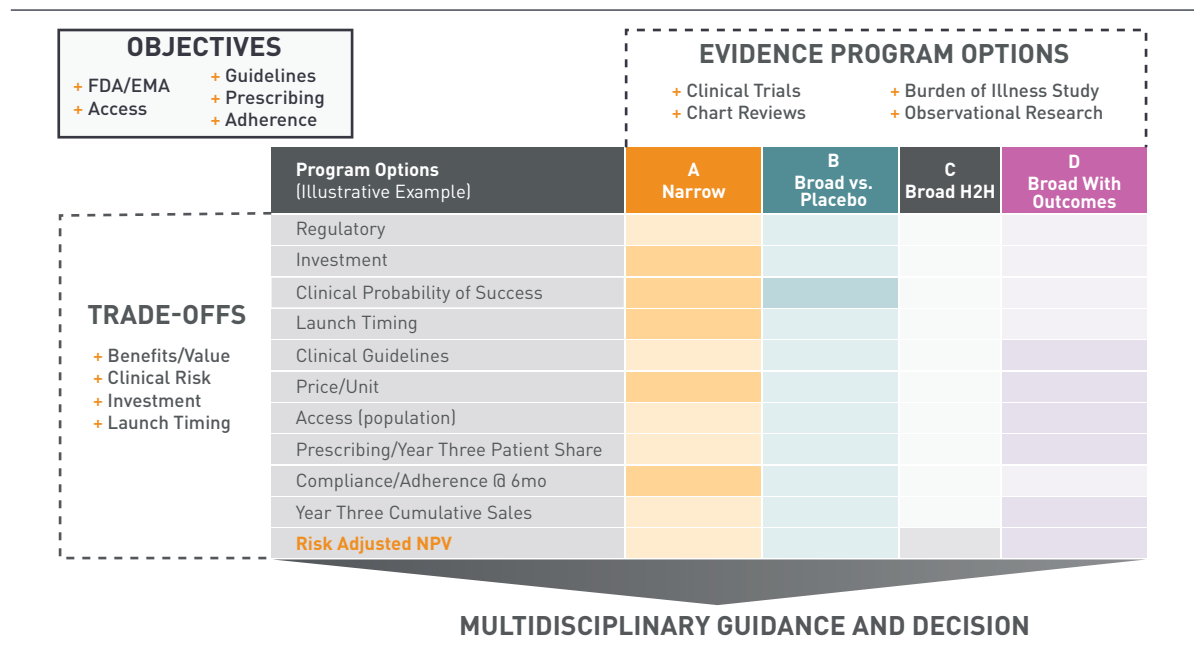 OBJECTIVES
+ FDA/EMA
+ Access
+ Guidelines
+ Prescribing
+ Adherence
EVIDENCE PROGRAM OPTIONS
+ Clinical Trials
+ Chart Reviews
+ Burden of Illness Study
+ Observational Research
Program Options
(Illustrative Example)
A
Narrow
B
Broad vs.
Placebo
C
Broad H2H
D
Broad With
Outcomes
TRADE-OFFS
+ Benefits/Value
+ Clinical Risk
+ Investment
+ Launch Timing
Regulatory
Investment
Clinical Probability of Success
Launch Timing
Clinical Guidelines
Price/Unit
Access (population)
Prescribing/Year Three Patient Share
Compliance/Adherence @ 6mo
Year Three Cumulative Sales
Risk Adjusted NPV
MULTIDISCIPLINARY GUIDANCE AND DECISION